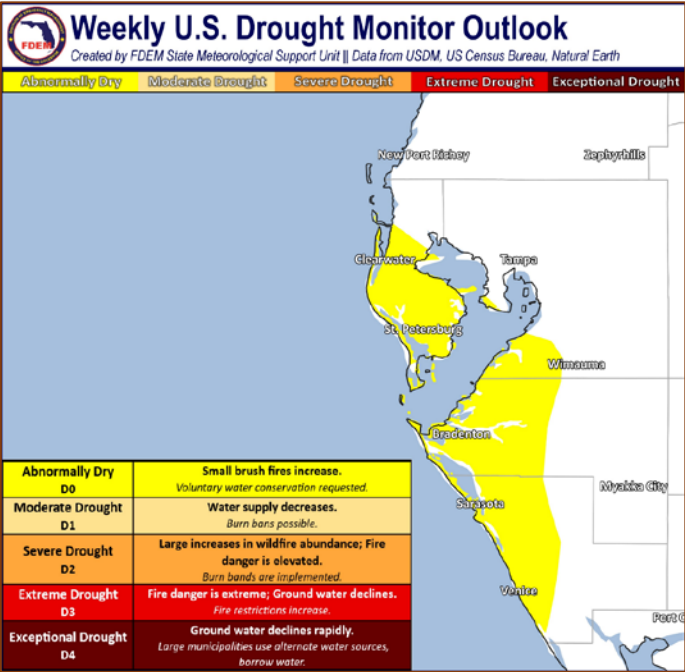 Weekly U.S. Drought Monitor Outlook
FDEM
Created by FDEM State Meteorological Support Unit || Data from USDM, US Census Bureau, Natural Earth
Abnormally Dry Moderate Drought Severe Drought Extreme Drought Exceptional Drought
New Port Richey Zephyrhills
Clearwater Tampa
St. Petersburg
Wimauma
Bradenton
Myakka City
Sarasota
Venice
Port C
Abnormally Dry
D0
Small brush fires increase.
Voluntary water conservation requested.
Moderate Drought
D1
Water supply decreases.
Burn bans possible.
Severe Drought
D2
Large increases in wildfire abundance; Fire
danger is elevated.
Burn bands are implemented.
Extreme Drought
D3
Fire danger is extreme; Ground water declines.
Fire restrictions increase.
Exceptional Drought
D4
Ground water declines rapidly.
Large municipalities use alternate water sources,
borrow water.